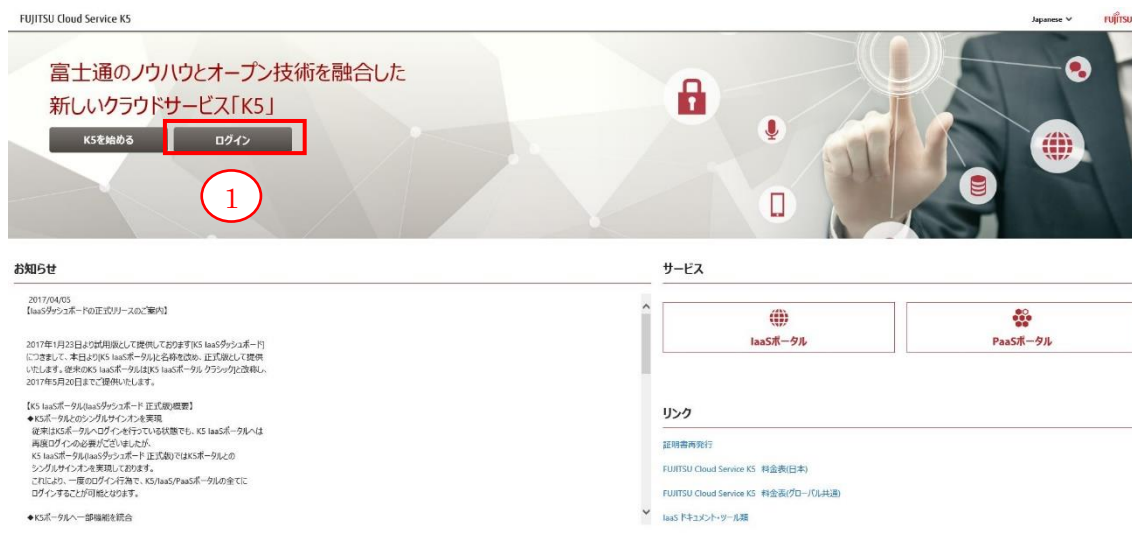 FUJITSU Cloud Service K5
Japanese
FUJITSU
富士通のノウハウとオープン技術を融合した
新しいクラウドサービス「K5」
K5を始める
ログイン
1
お知らせ
2017/04/05
【IaaSダッシュボードの正式リリースのご案内】
2017年1月23日より試用版として提供しております[K5 IaaSダッシュボード]
につきまして、本日より[K5 IaaSポータル]と名称を改め、正式版として提供
いたします。従来のK5 IaaSポータルは[K5 IaaSポータル クラシック]と改称し、
2017年5月20日までご提供いたします。
【K5 IaaSポータル(IaaSダッシュボード 正式版)概要】
◆K5ポータルとのシングルサインオンを実現
従来はK5ポータルへログインを行っている状態でも、K5 IaaSポータルへは
再度ログインの必要がございましたが、
K5 IaaSポータル(IaaSダッシュボード 正式版)ではK5ポータルとの
シングルサインオンを実現しております。
これにより、一度のログイン行為で、K5/IaaS/PaaSポータルの全てに
ログインすることが可能となります。
◆K5ポータルへ一部機能を統合
サービス
IaaSポータル
PaaSポータル
リンク
証明書再発行
FUJITSU Cloud Service K5 料金表(日本)
FUJITSU Cloud Service K5 料金表(グローバル共通)
IaaS ドキュメント・ツール類